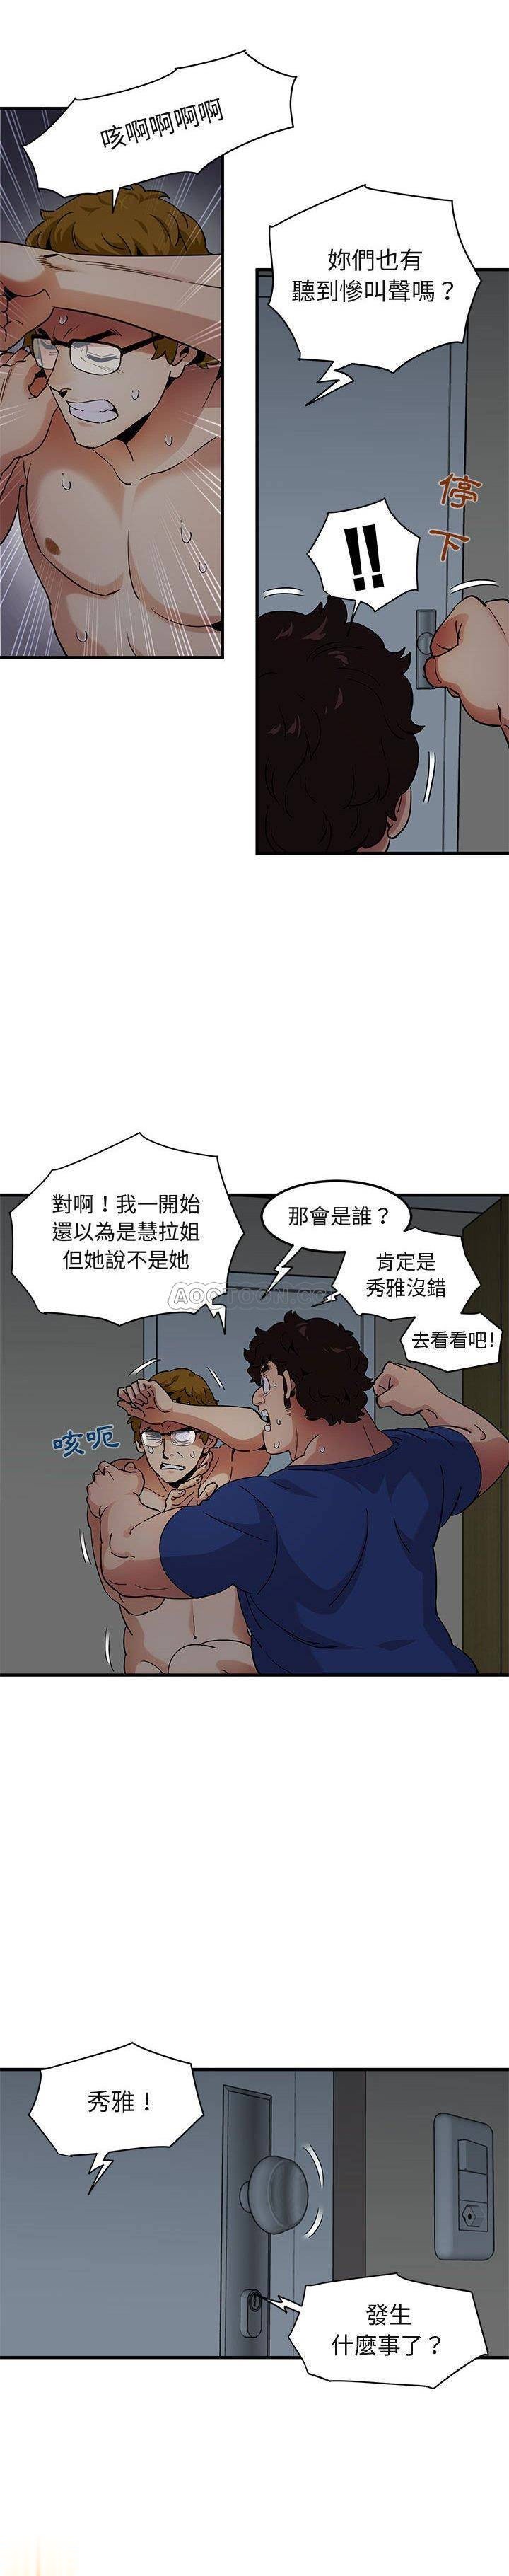 咳啊啊啊啊
妳們也有
聽到慘叫聲嗎？
停下
!!
對啊！我一開始
還以為是慧拉姐
但她說不是她
那會是誰？
肯定是
秀雅沒錯
去看看吧!
咳呃
秀雅！
發生
什麼事了？